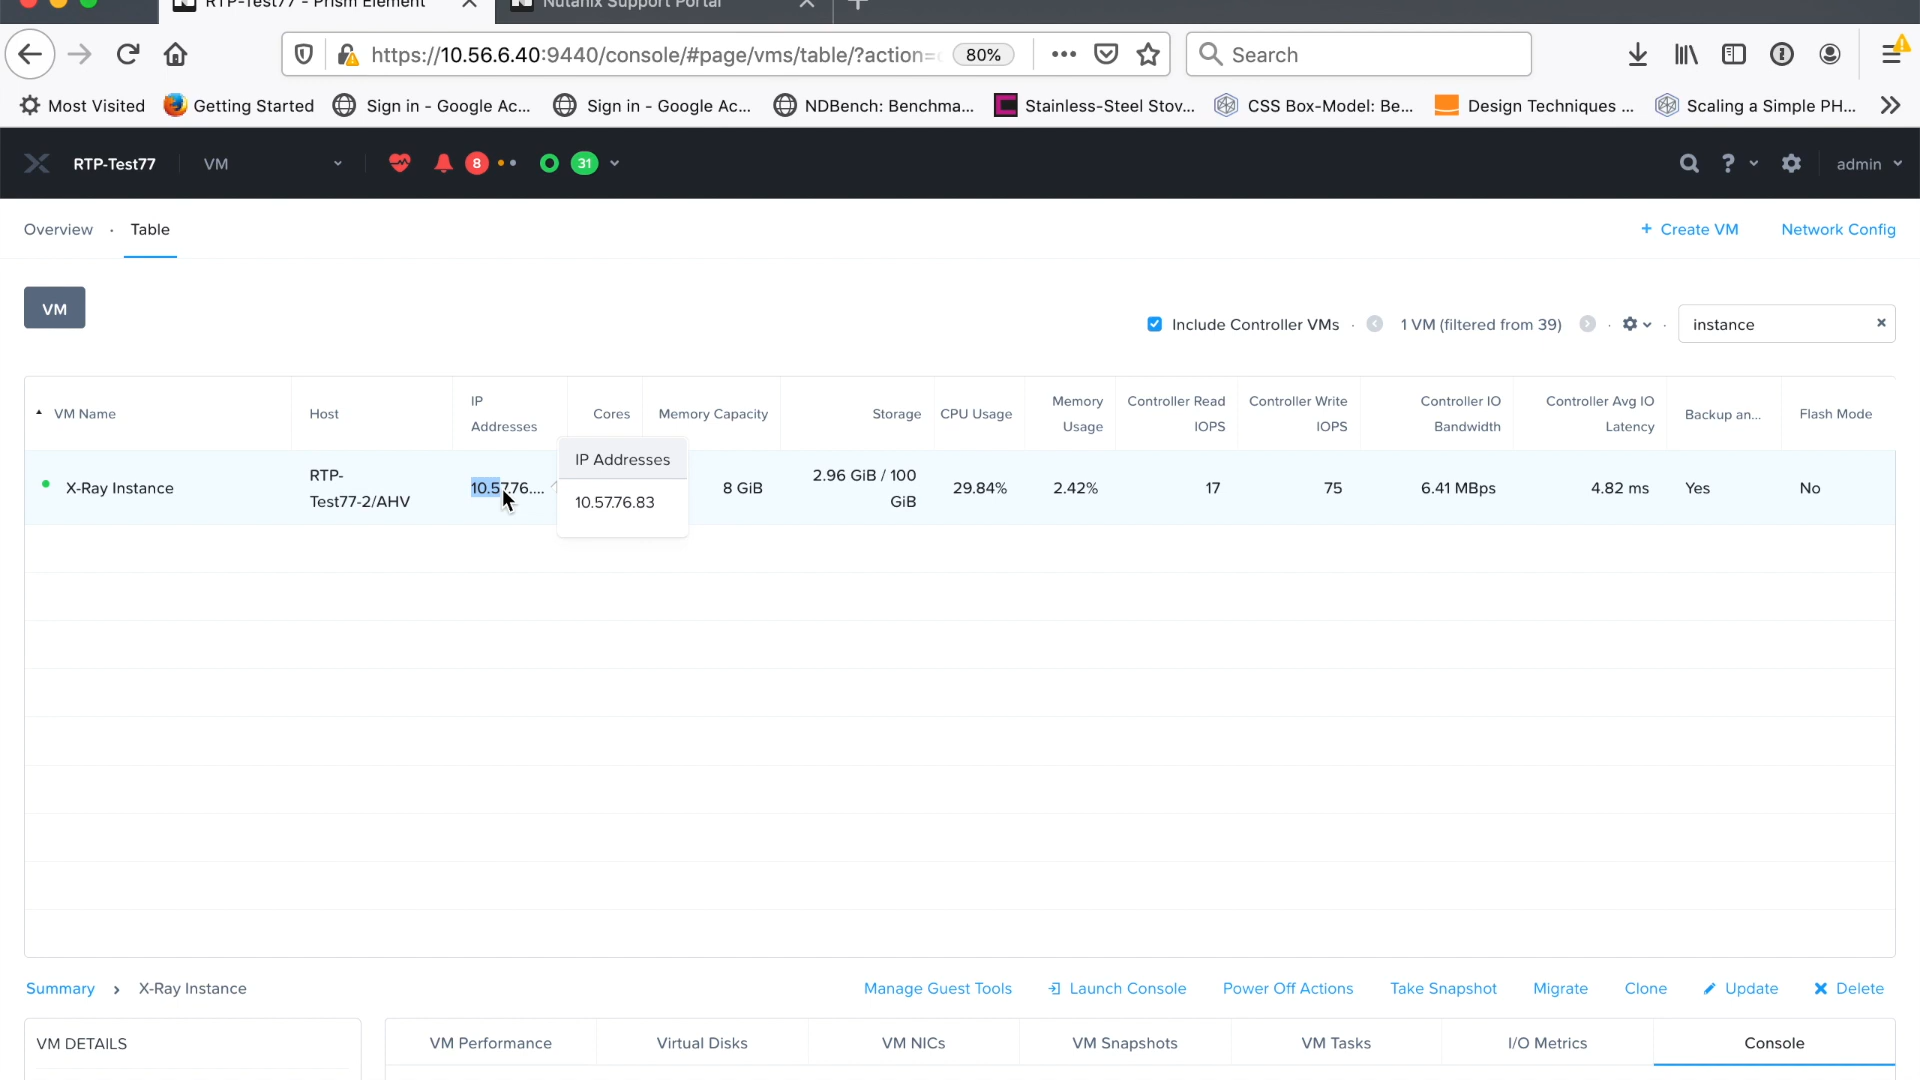 RTP-Test77 - Prism Element
Nutanix Support Portal
https://10.56.6.40:9440/console/#page/vms/table/?action=
80%
Search
Most Visited
Getting Started
Sign in - Google Ac...
Sign in - Google Ac...
NDBench: Benchma...
Stainless-Steel Stov...
CSS Box-Model: Be...
Design Techniques ...
Scaling a Simple PH...
RTP-Test77
VM
8
31
?
admin
Overview · Table
+ Create VM
Network Config
VM
Include Controller VMs · 1 VM (filtered from 39) ·
instance
VM Name
Host
IP
Addresses
Cores
Memory Capacity
Storage
CPU Usage
Memory
Usage
Controller Read
IOPS
Controller Write
IOPS
Controller IO
Bandwidth
Controller Avg IO
Latency
Backup an...
Flash Mode
X-Ray Instance
RTP-
Test77-2/AHV
10.57.76....
IP Addresses
10.57.76.83
8 GiB
2.96 GiB / 100
GiB
29.84%
2.42%
17
75
6.41 MBps
4.82 ms
Yes
No
Summary › X-Ray Instance
Manage Guest Tools
Launch Console
Power Off Actions
Take Snapshot
Migrate
Clone
Update
Delete
VM DETAILS
VM Performance
Virtual Disks
VM NICs
VM Snapshots
VM Tasks
I/O Metrics
Console